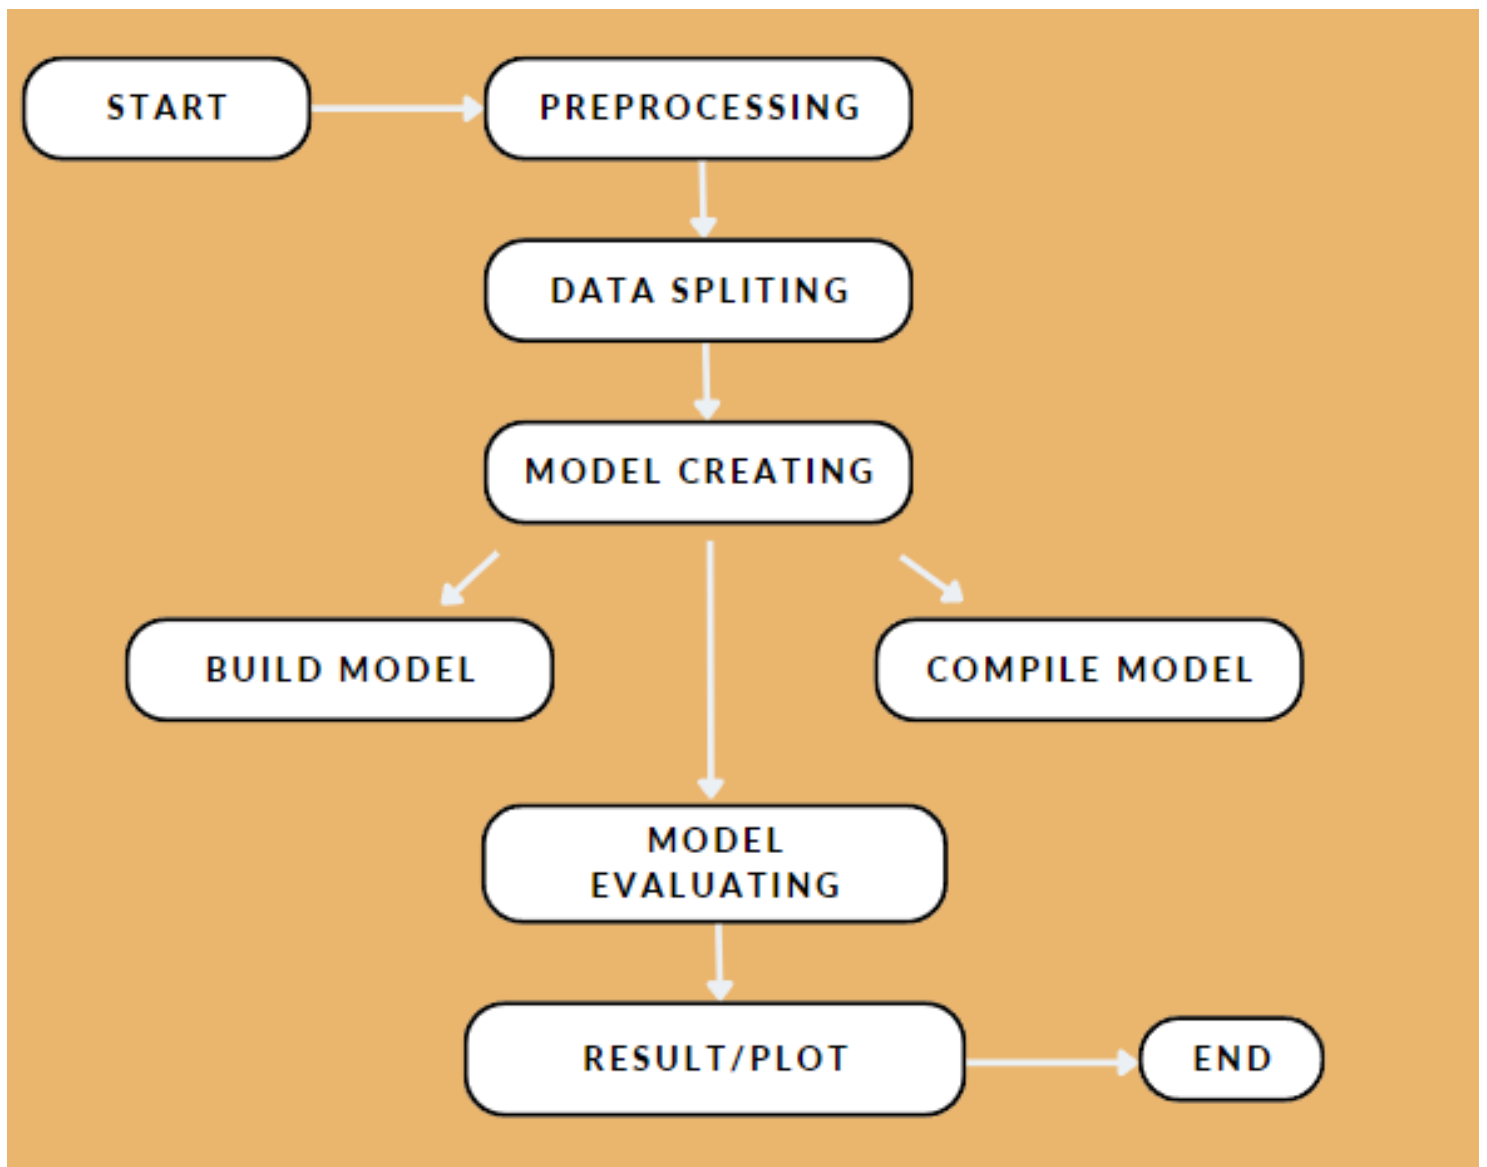 START
PREPROCESSING
DATA SPLITING
MODEL CREATING
BUILD MODEL
COMPILE MODEL
MODEL
EVALUATING
RESULT/PLOT
END